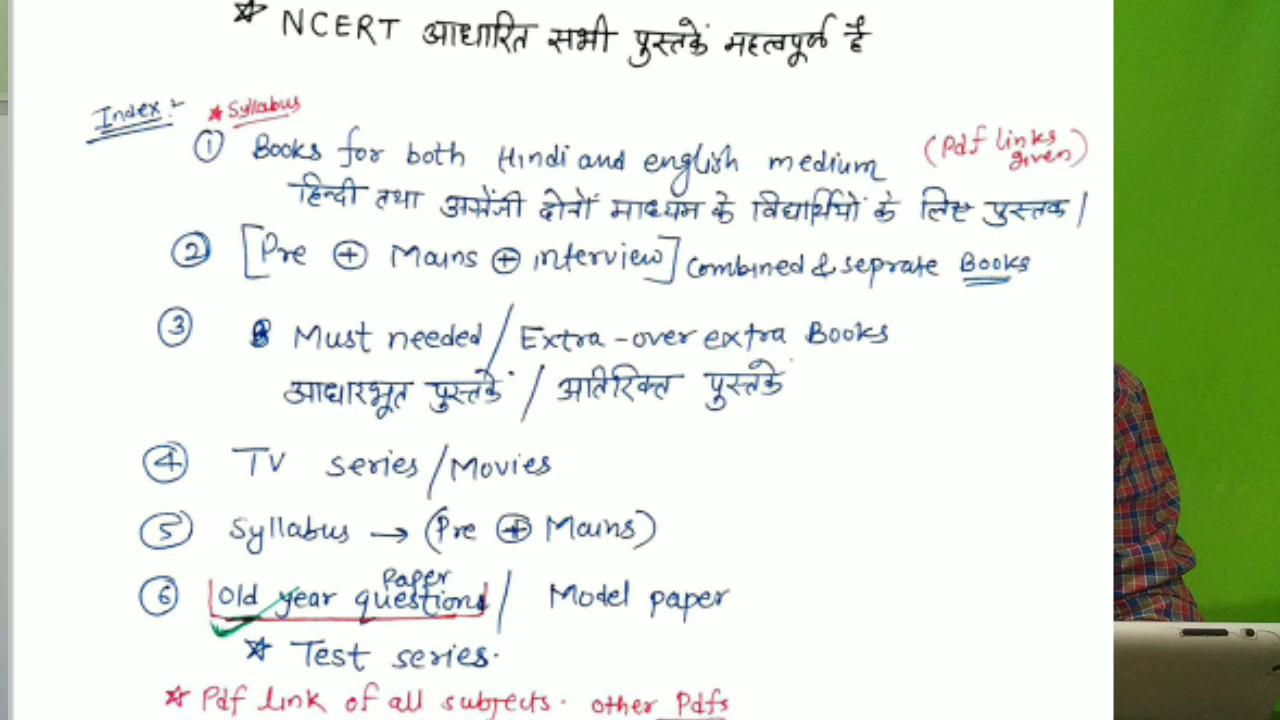 ☆ NCERT आधारित सभी पुस्तकें महत्वपूर्ण है
Index :-
★ Syllabus
① Books for both Hindi and english medium (Pdf links given)
हिन्दी तथा अंग्रेजी दोनों माध्यम के विद्यार्थियों के लिए पुस्तक।
② [Pre ⊕ Mains ⊕ interview] combined & seprate Books
③ Must needed / Extra - over extra Books
आधारभूत पुस्तकें / अतिरिक्त पुस्तकें
④ TV series / Movies
⑤ Syllabus → (Pre ⊕ Mains)
⑥ Old year questions paper / Model paper
☆ Test series.
☆ Pdf link of all subjects. other Pdfs